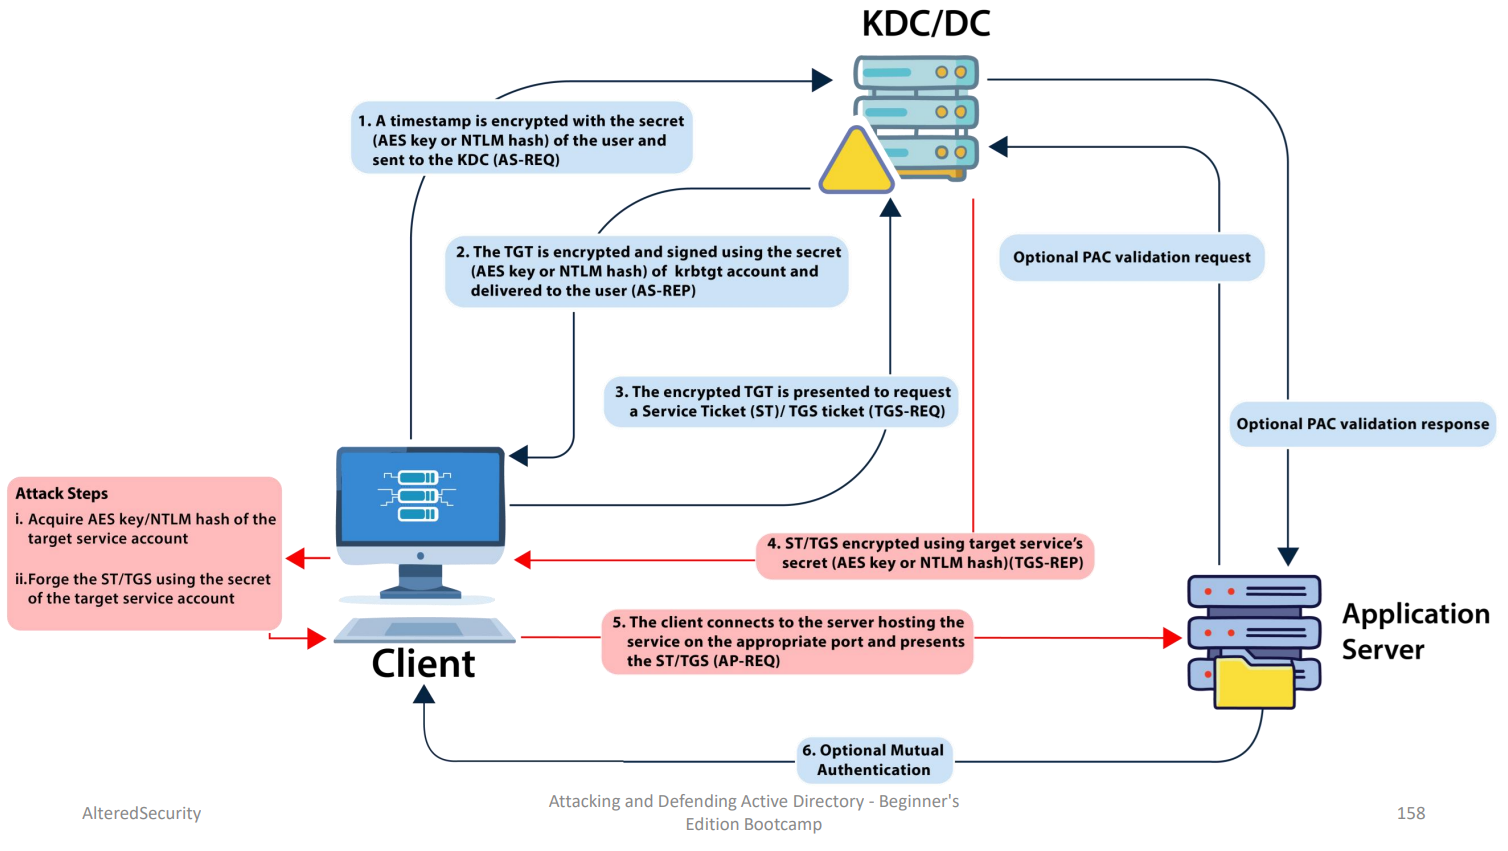 KDC/DC
1. A timestamp is encrypted with the secret
(AES key or NTLM hash) of the user and
sent to the KDC (AS-REQ)
2. The TGT is encrypted and signed using the secret
(AES key or NTLM hash) of krbtgt account and
delivered to the user (AS-REP)
Optional PAC validation request
3. The encrypted TGT is presented to request
a Service Ticket (ST)/ TGS ticket (TGS-REQ)
Optional PAC validation response
Attack Steps
i. Acquire AES key/NTLM hash of the
target service account
ii.Forge the ST/TGS using the secret
of the target service account
4. ST/TGS encrypted using target service's
secret (AES key or NTLM hash)(TGS-REP)
5. The client connects to the server hosting the
service on the appropriate port and presents
the ST/TGS (AP-REQ)
Application
Server
Client
6. Optional Mutual
Authentication
AlteredSecurity
Attacking and Defending Active Directory - Beginner's
Edition Bootcamp
158